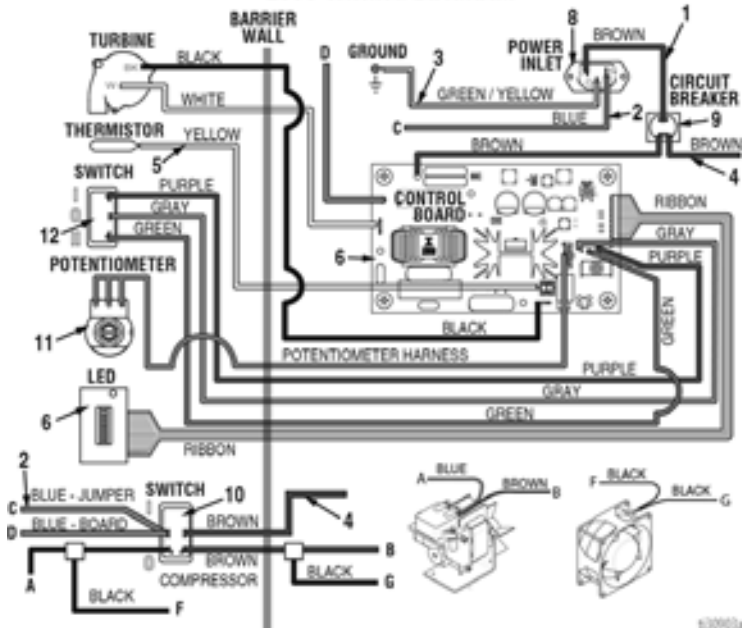 BARRIER
WALL
TURBINE
BLACK
BK
W
WHITE
THERMISTOR
YELLOW
5
SWITCH
PURPLE
GRAY
GREEN
12
POTENTIOMETER
11
D
GROUND
3
GREEN / YELLOW
C
BLUE
2
8
POWER
INLET
BROWN
1
CIRCUIT
BREAKER
9
BROWN
4
BROWN
CONTROL
BOARD
6
RIBBON
GRAY
PURPLE
GREEN
BLACK
POTENTIOMETER HARNESS
PURPLE
GRAY
GREEN
LED
6
RIBBON
2
C
BLUE - JUMPER
D
BLUE - BOARD
SWITCH
10
BROWN
4
BROWN
B
COMPRESSOR
A
BLACK
F
BLACK
G
A
BLUE
BROWN
B
F
BLACK
BLACK
G